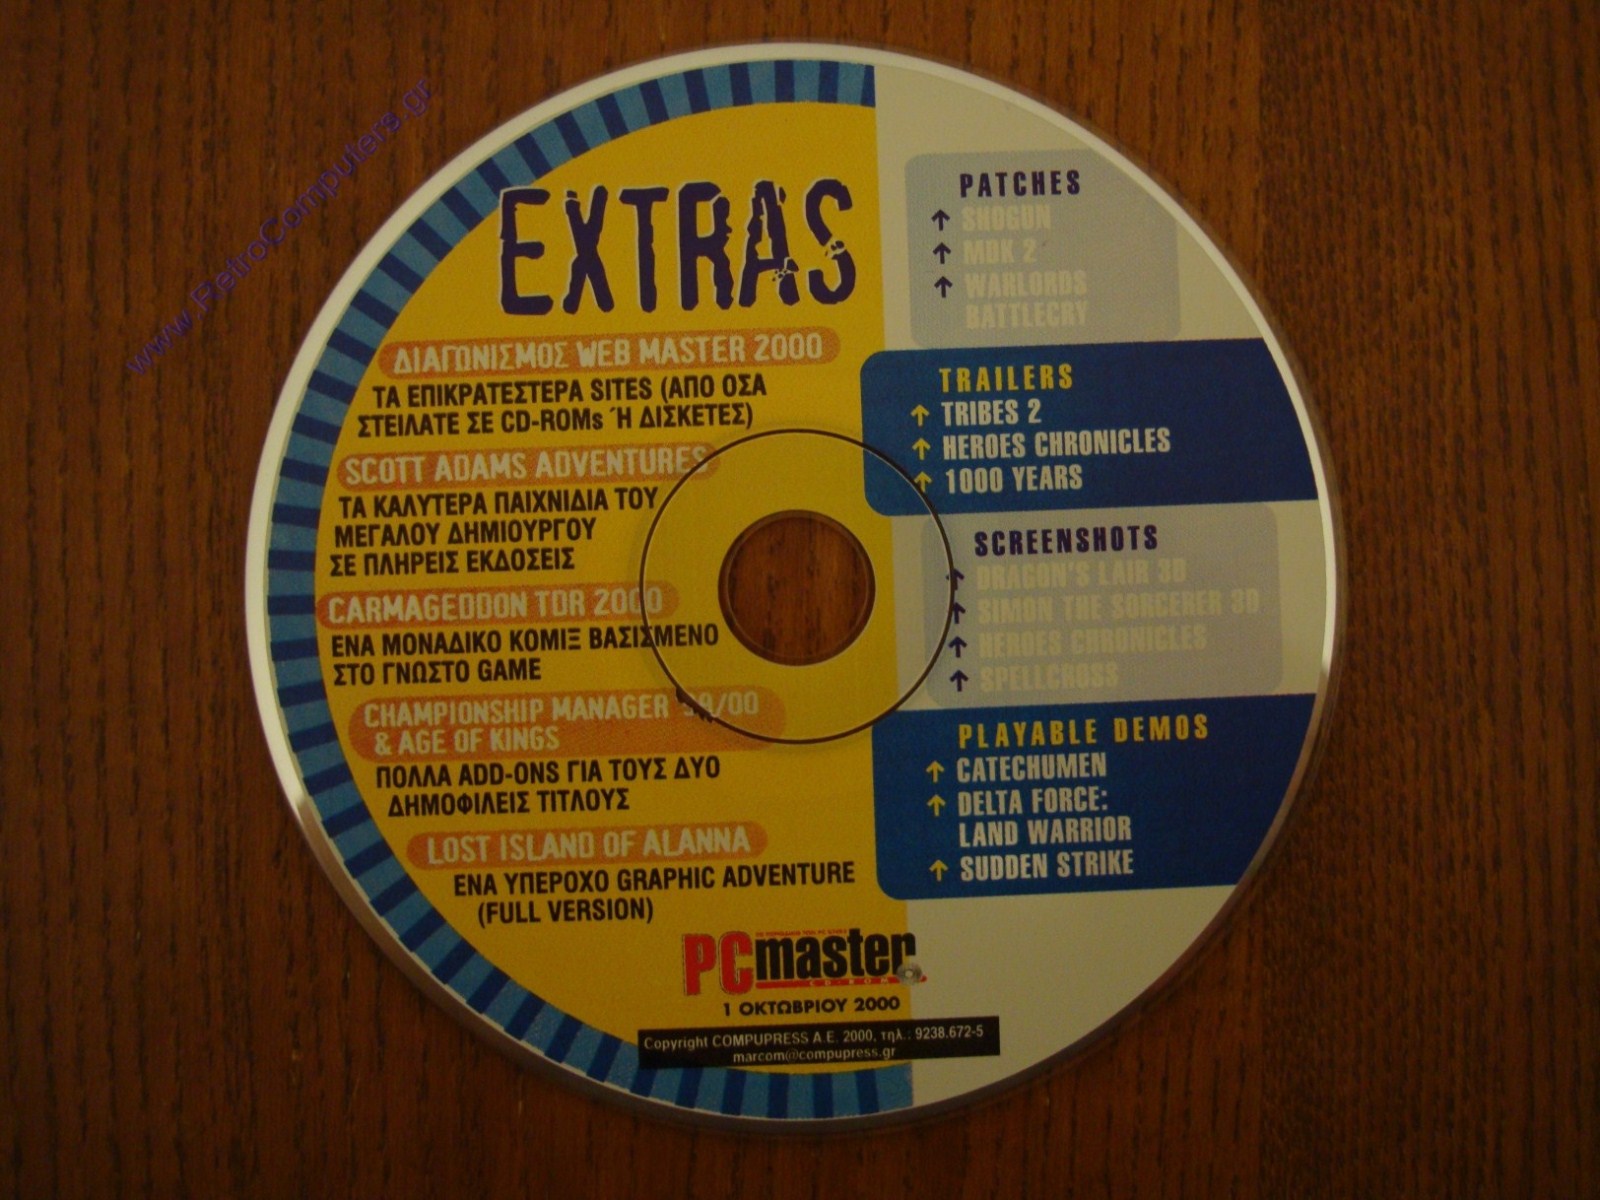 www.RetroComputers.gr
EXTRAS
ΔΙΑΓΩΝΙΣΜΟΣ WEB MASTER 2000
ΤΑ ΕΠΙΚΡΑΤΕΣΤΕΡΑ SITES (ΑΠΟ ΟΣΑ
ΣΤΕΙΛΑΤΕ ΣΕ CD-ROMs Ή ΔΙΣΚΕΤΕΣ)
SCOTT ADAMS ADVENTURES
ΤΑ ΚΑΛΥΤΕΡΑ ΠΑΙΧΝΙΔΙΑ ΤΟΥ
ΜΕΓΑΛΟΥ ΔΗΜΙΟΥΡΓΟΥ
ΣΕ ΠΛΗΡΕΙΣ ΕΚΔΟΣΕΙΣ
CARMAGEDDON TDR 2000
ΕΝΑ ΜΟΝΑΔΙΚΟ ΚΟΜΙΞ ΒΑΣΙΣΜΕΝΟ
ΣΤΟ ΓΝΩΣΤΟ GAME
CHAMPIONSHIP MANAGER 99/00
& AGE OF KINGS
ΠΟΛΛΑ ADD-ONS ΓΙΑ ΤΟΥΣ ΔΥΟ
ΔΗΜΟΦΙΛΕΙΣ ΤΙΤΛΟΥΣ
LOST ISLAND OF ALANNA
ΕΝΑ ΥΠΕΡΟΧΟ GRAPHIC ADVENTURE
(FULL VERSION)
PATCHES
↑ SHOGUN
↑ MDK 2
↑ WARLORDS
BATTLECRY
TRAILERS
↑ TRIBES 2
↑ HEROES CHRONICLES
↑ 1000 YEARS
SCREENSHOTS
↑ DRAGON'S LAIR 3D
↑ SIMON THE SORCERER 3D
↑ HEROES CHRONICLES
↑ SPELLCROSS
PLAYABLE DEMOS
↑ CATECHUMEN
↑ DELTA FORCE:
LAND WARRIOR
↑ SUDDEN STRIKE
PCmaster
CD-ROM
1 ΟΚΤΩΒΡΙΟΥ 2000
Copyright COMPUPRESS A.E. 2000, τηλ.: 9238.672-5
marcom@compupress.gr